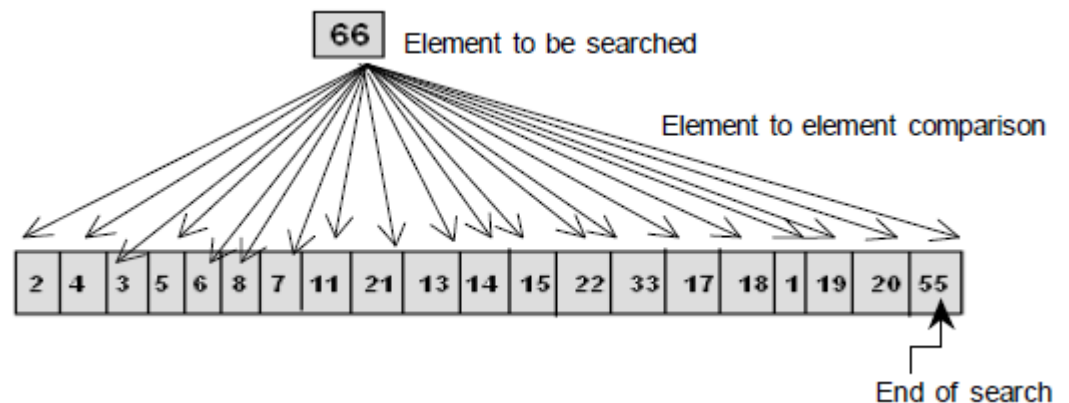 66 Element to be searched
Element to element comparison
2 4 3 5 6 8 7 11 21 13 14 15 22 33 17 18 1 19 20 55
End of search